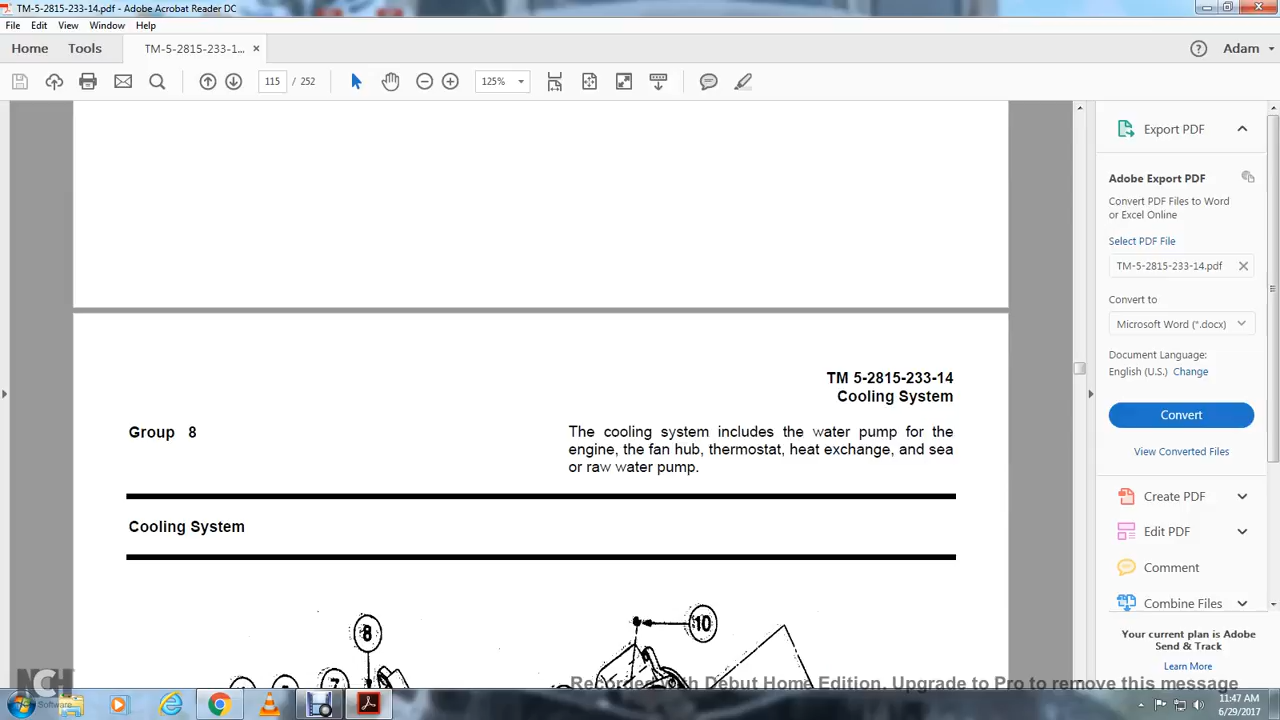 TM-5-2815-233-14.pdf - Adobe Acrobat Reader DC
File Edit View Window Help
Home Tools TM-5-2815-233-1... × Adam
115 / 252 125%
Export PDF
Adobe Export PDF
Convert PDF Files to Word
or Excel Online
Select PDF File
TM-5-2815-233-14.pdf
Convert to
Microsoft Word (*.docx)
Document Language:
English (U.S.) Change
Convert
View Converted Files
Create PDF
Edit PDF
Comment
Combine Files
Your current plan is Adobe
Send & Track
Learn More
TM 5-2815-233-14
Cooling System
Group 8
The cooling system includes the water pump for the
engine, the fan hub, thermostat, heat exchange, and sea
or raw water pump.
Cooling System
8
10
7
NCH
Software
Recorded with Debut Home Edition. Upgrade to Pro to remove this message
11:47 AM
6/29/2017